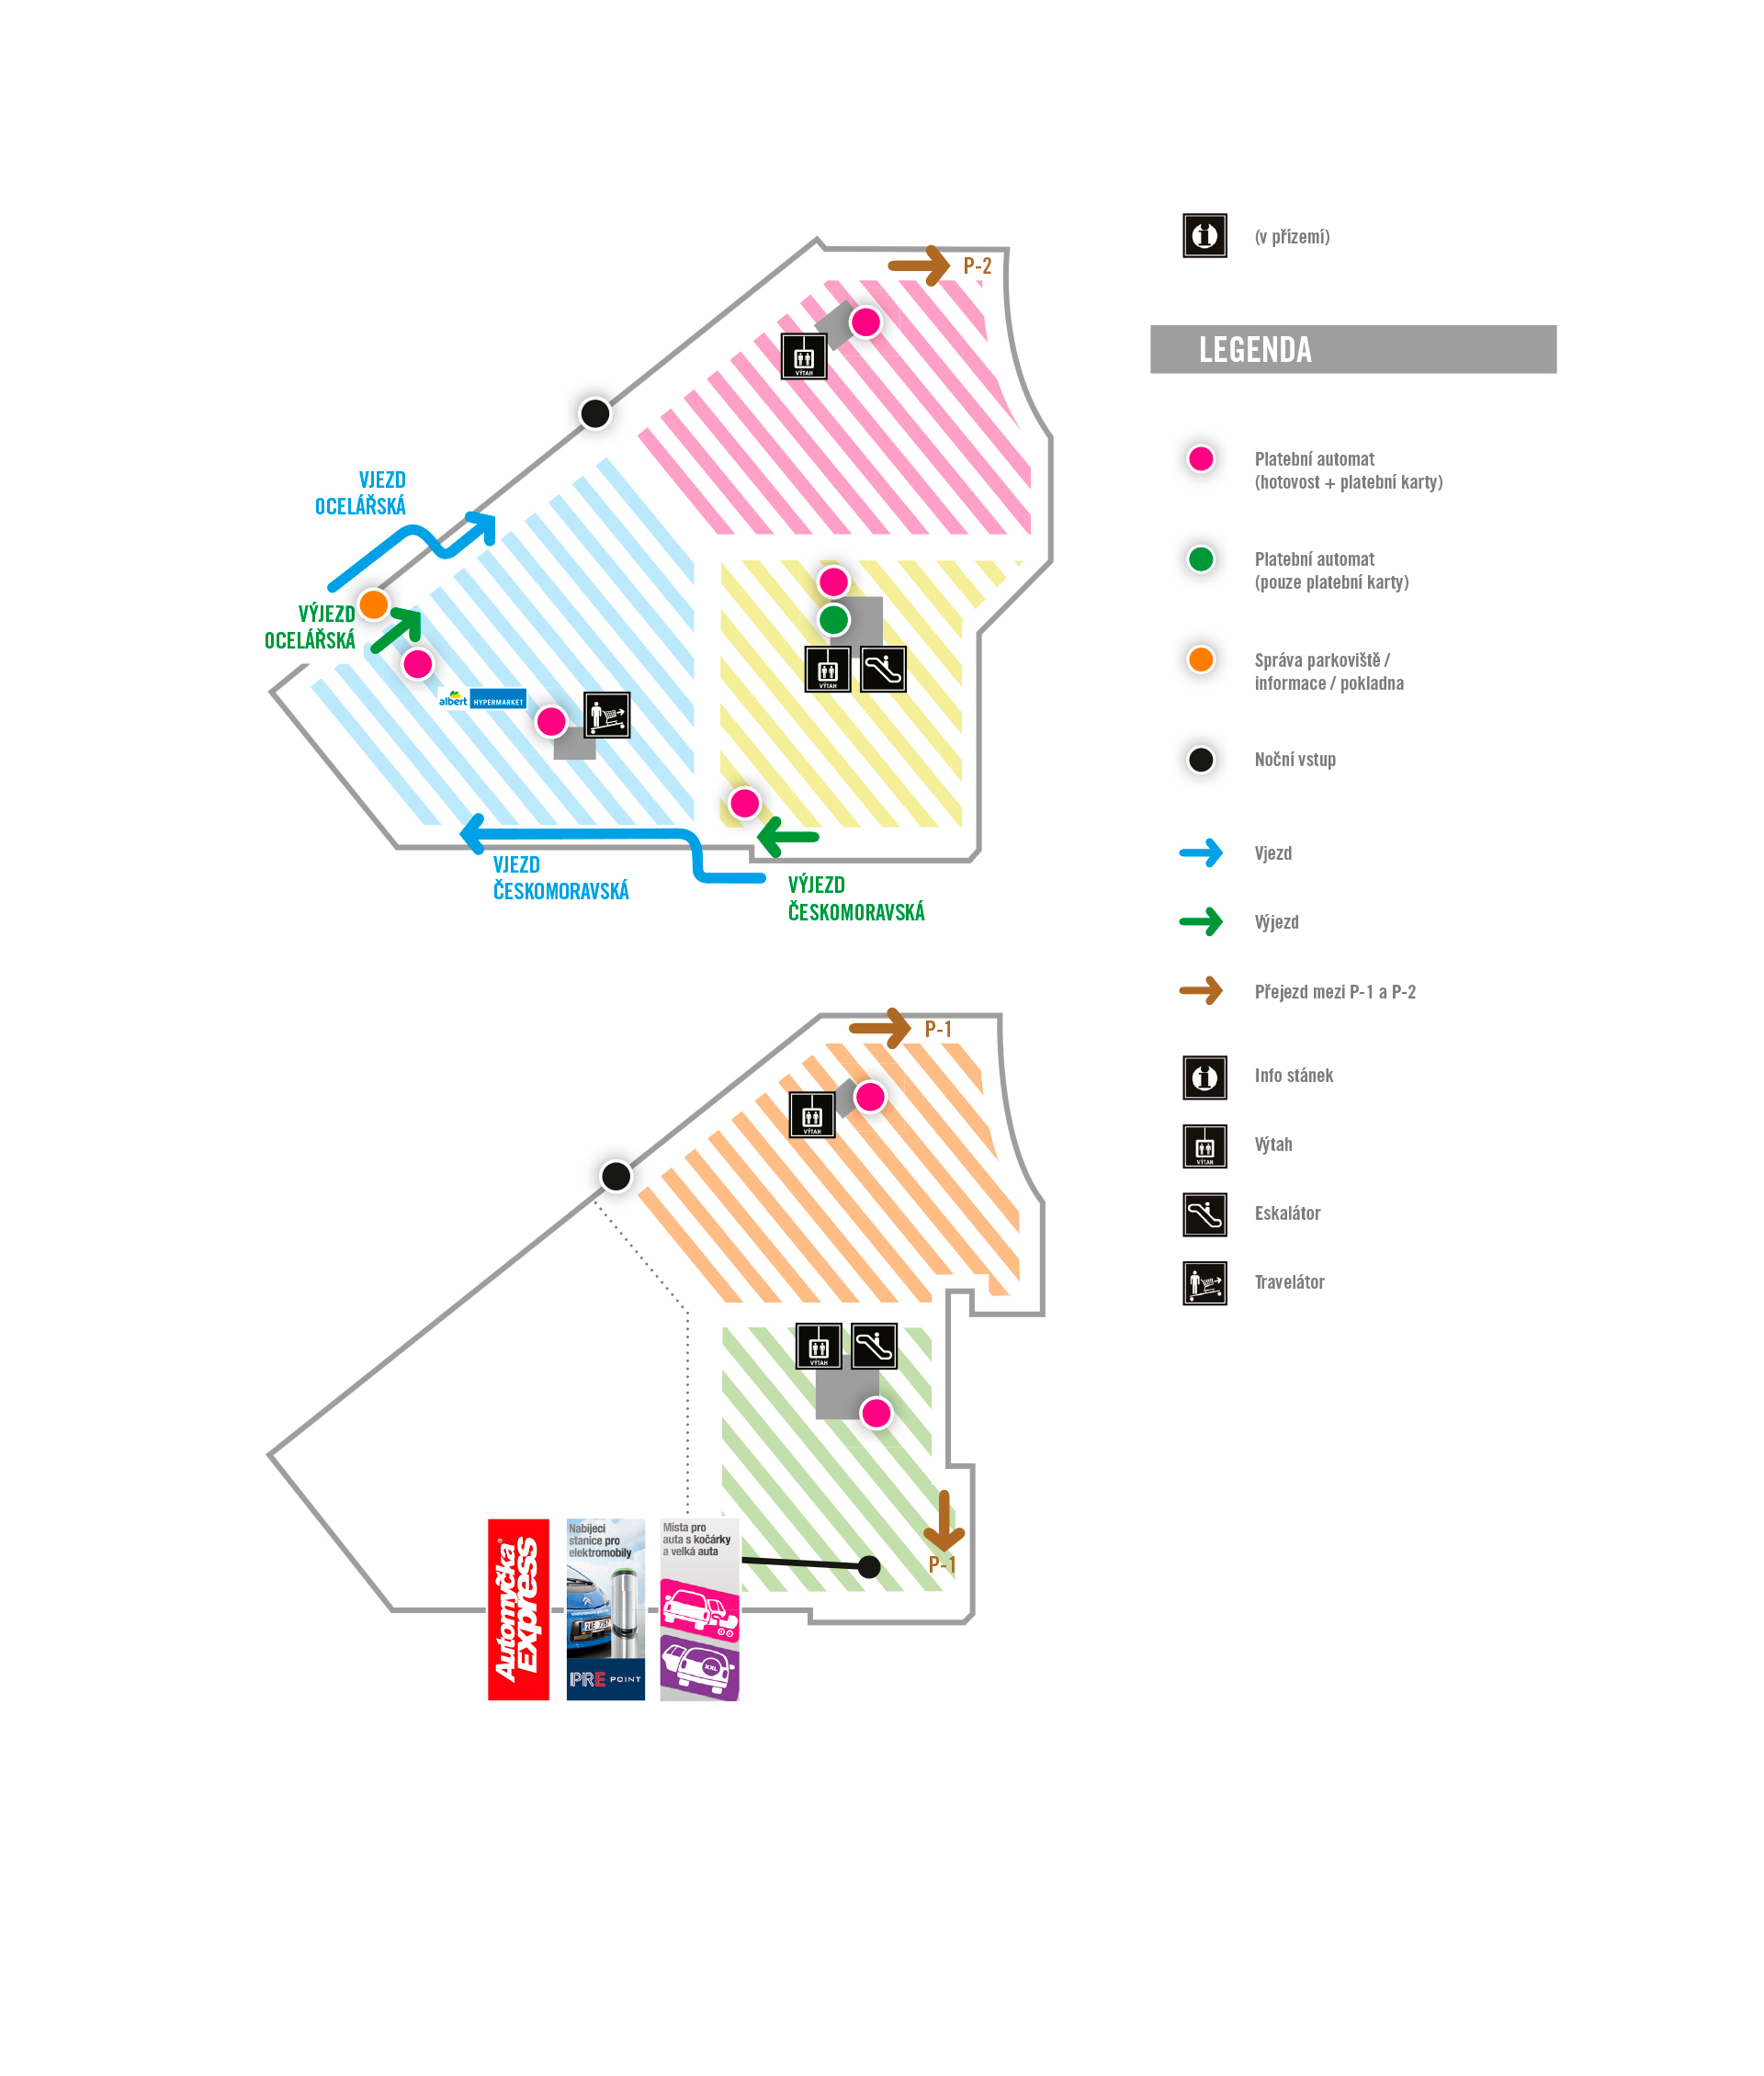 (v přízemí)
LEGENDA
Platební automat
(hotovost + platební karty)
Platební automat
(pouze platební karty)
Správa parkoviště /
informace / pokladna
Noční vstup
Vjezd
Výjezd
Přejezd mezi P-1 a P-2
Info stánek
VÝTAH
Výtah
Eskalátor
Travelátor
P-2
VÝTAH
VJEZD
OCELÁŘSKÁ
VÝJEZD
OCELÁŘSKÁ
albert HYPERMARKET
VÝTAH
VJEZD
ČESKOMORAVSKÁ
VÝJEZD
ČESKOMORAVSKÁ
P-1
VÝTAH
VÝTAH
P-1
Automyčka
EXpress
Nabíjecí
stanice pro
elektromobily
PRE POINT
Místa pro
auta s kočárky
a velká auta
XXL